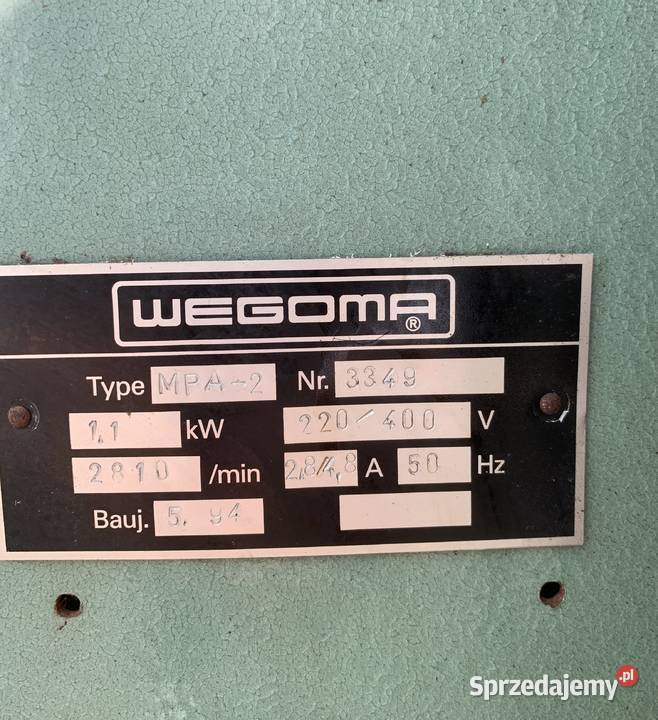 WEGOMA®
Type MPA-2 Nr. 3349
1,1 kW 220/400 V
2810 /min 2,8/4,8 A 50 Hz
Bauj. 5. 94
Sprzedajemy.pl